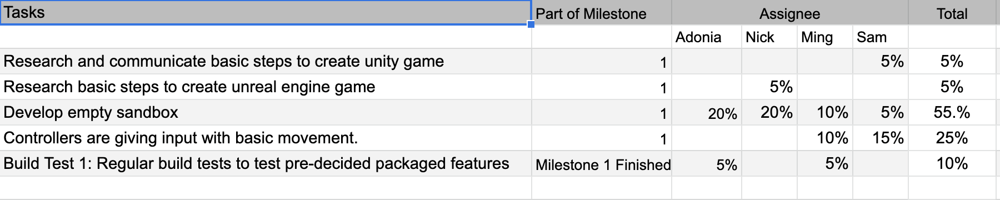 Tasks Part of Milestone Assignee Total
Adonia Nick Ming Sam
Research and communicate basic steps to create unity game 1 5% 5%
Research basic steps to create unreal engine game 1 5% 5%
Develop empty sandbox 1 20% 20% 10% 5% 55.%
Controllers are giving input with basic movement. 1 10% 15% 25%
Build Test 1: Regular build tests to test pre-decided packaged features Milestone 1 Finished 5% 5% 10%